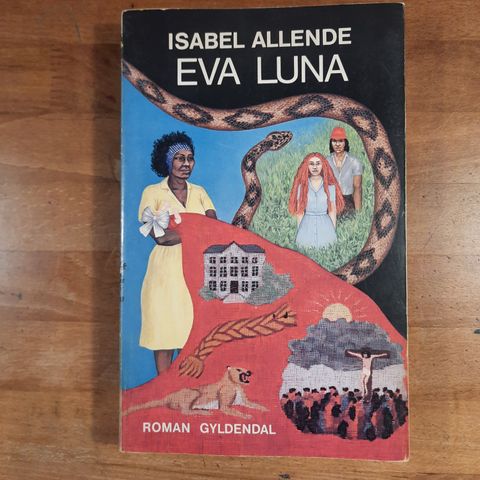 ISABEL ALLENDE
EVA LUNA
ROMAN GYLDENDAL